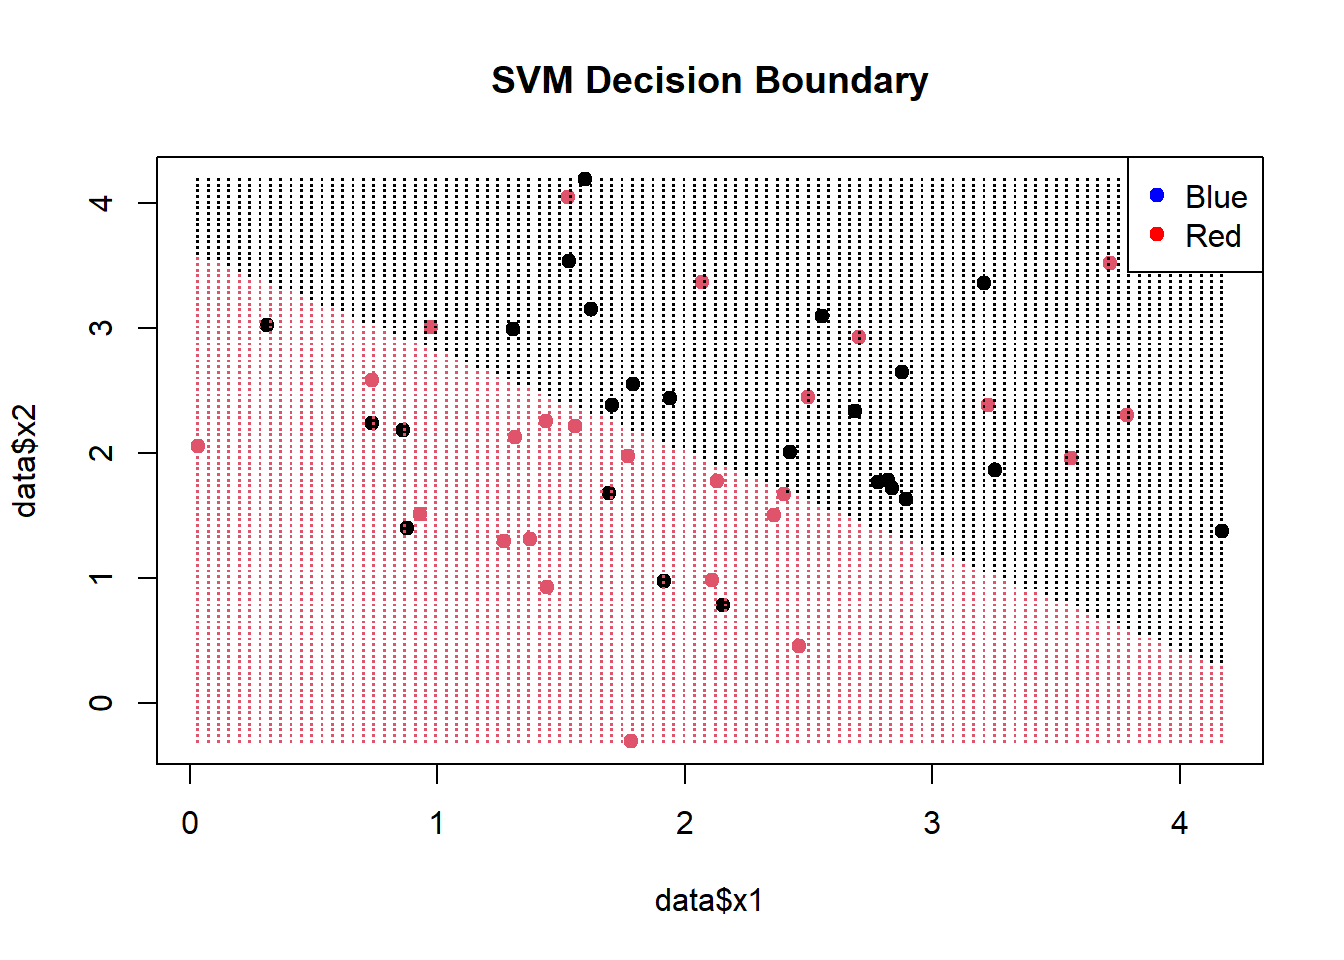 SVM Decision Boundary
Blue
Red
data$x2
4
3
2
1
0
0 1 2 3 4
data$x1